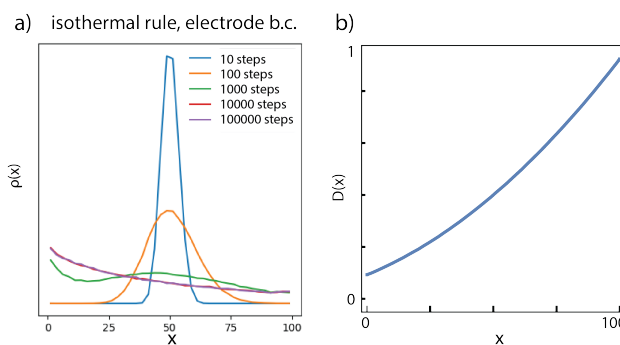 a) isothermal rule, electrode b.c.
10 steps
100 steps
1000 steps
10000 steps
100000 steps
ρ(x)
0 25 50 75 100
x
b)
1
D(x)
0
0 100
x